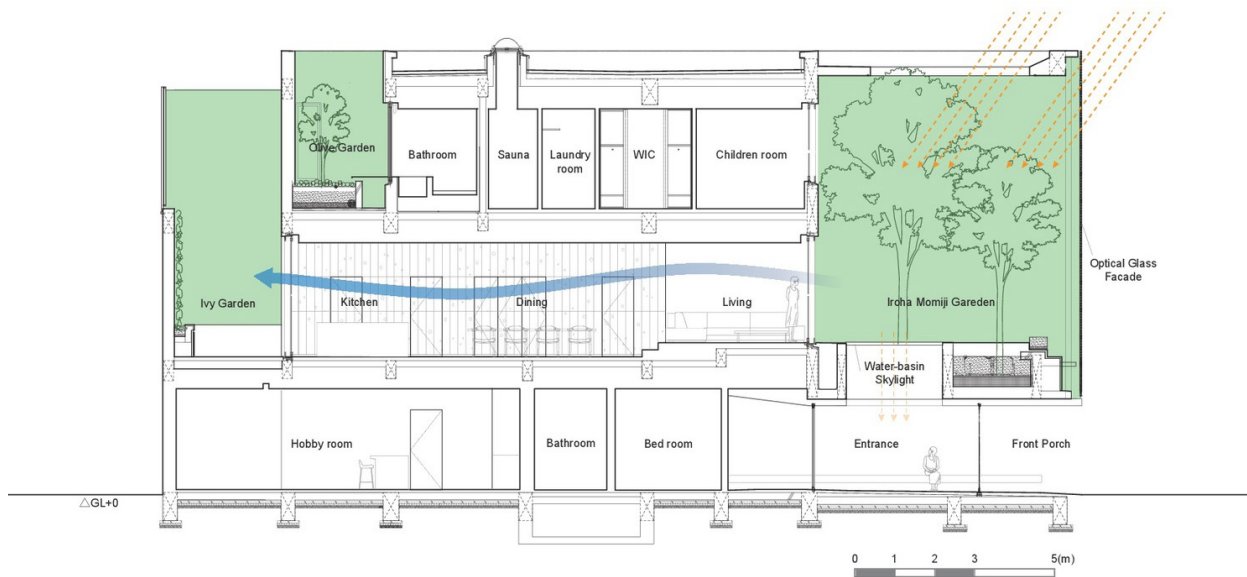 Olive Garden
Bathroom
Sauna
Laundry
room
WIC
Children room
Optical Glass
Facade
Ivy Garden
Kitchen
Dining
Living
Iroha Momiji Gareden
Water-basin
Skylight
Hobby room
Bathroom
Bed room
Entrance
Front Porch
△GL+0
0 1 2 3 5(m)